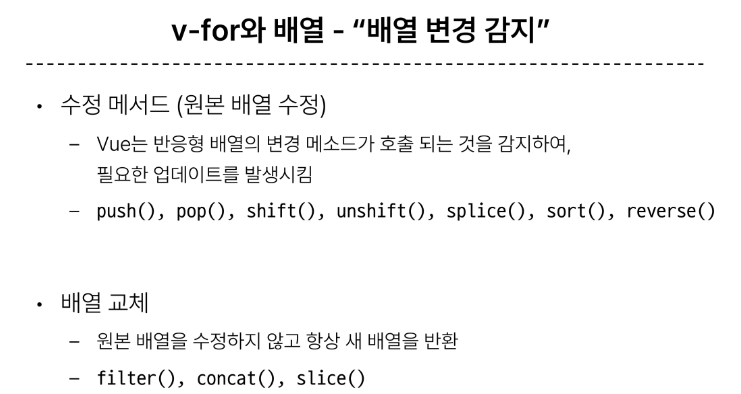 v-for와 배열 - “배열 변경 감지”
• 수정 메서드 (원본 배열 수정)
– Vue는 반응형 배열의 변경 메소드가 호출 되는 것을 감지하여,
필요한 업데이트를 발생시킴
– push(), pop(), shift(), unshift(), splice(), sort(), reverse()
• 배열 교체
– 원본 배열을 수정하지 않고 항상 새 배열을 반환
– filter(), concat(), slice()